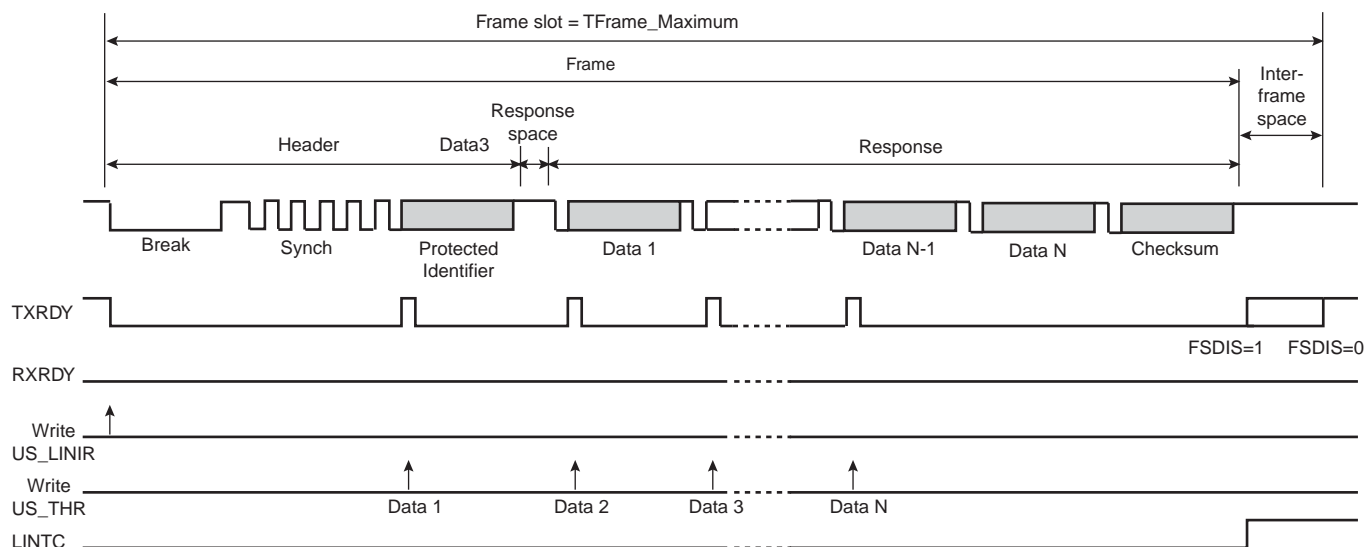 Frame slot = TFrame_Maximum
Frame
Inter-
frame
space
Response
space
Header
Data3
Response
Break
Synch
Protected
Identifier
Data 1
Data N-1
Data N
Checksum
TXRDY
FSDIS=1
FSDIS=0
RXRDY
Write
US_LINIR
Write
US_THR
Data 1
Data 2
Data 3
Data N
LINTC